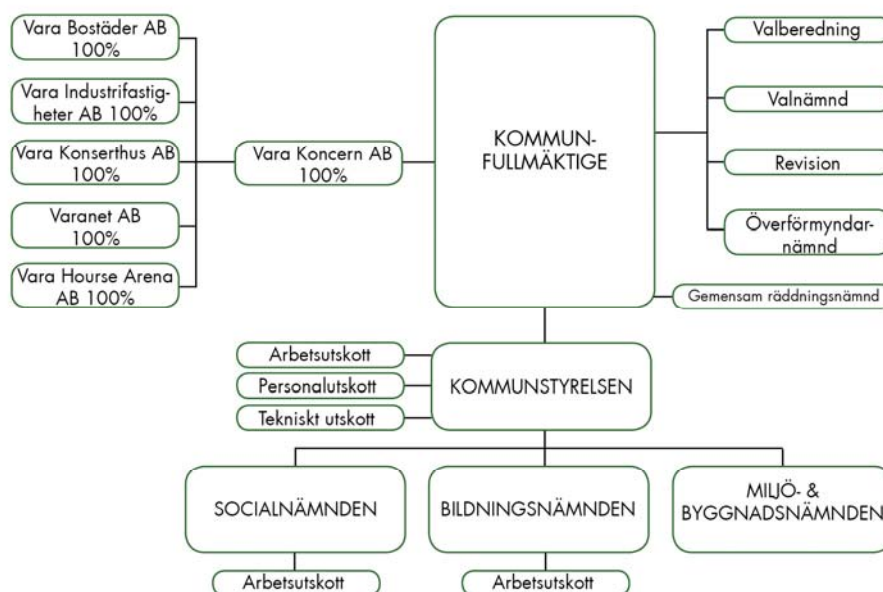 Vara Bostäder AB
100%
Vara Industrifastig-
heter AB 100%
Vara Konserthus AB
100%
Varanet AB
100%
Vara Hourse Arena
AB 100%
Vara Koncern AB
100%
KOMMUN-
FULLMÄKTIGE
Valberedning
Valnämnd
Revision
Överförmyndar-
nämnd
Gemensam räddningsnämnd
Arbetsutskott
Personalutskott
Tekniskt utskott
KOMMUNSTYRELSEN
SOCIALNÄMNDEN
BILDNINGSNÄMNDEN
MILJÖ- &
BYGGNADSNÄMNDEN
Arbetsutskott
Arbetsutskott